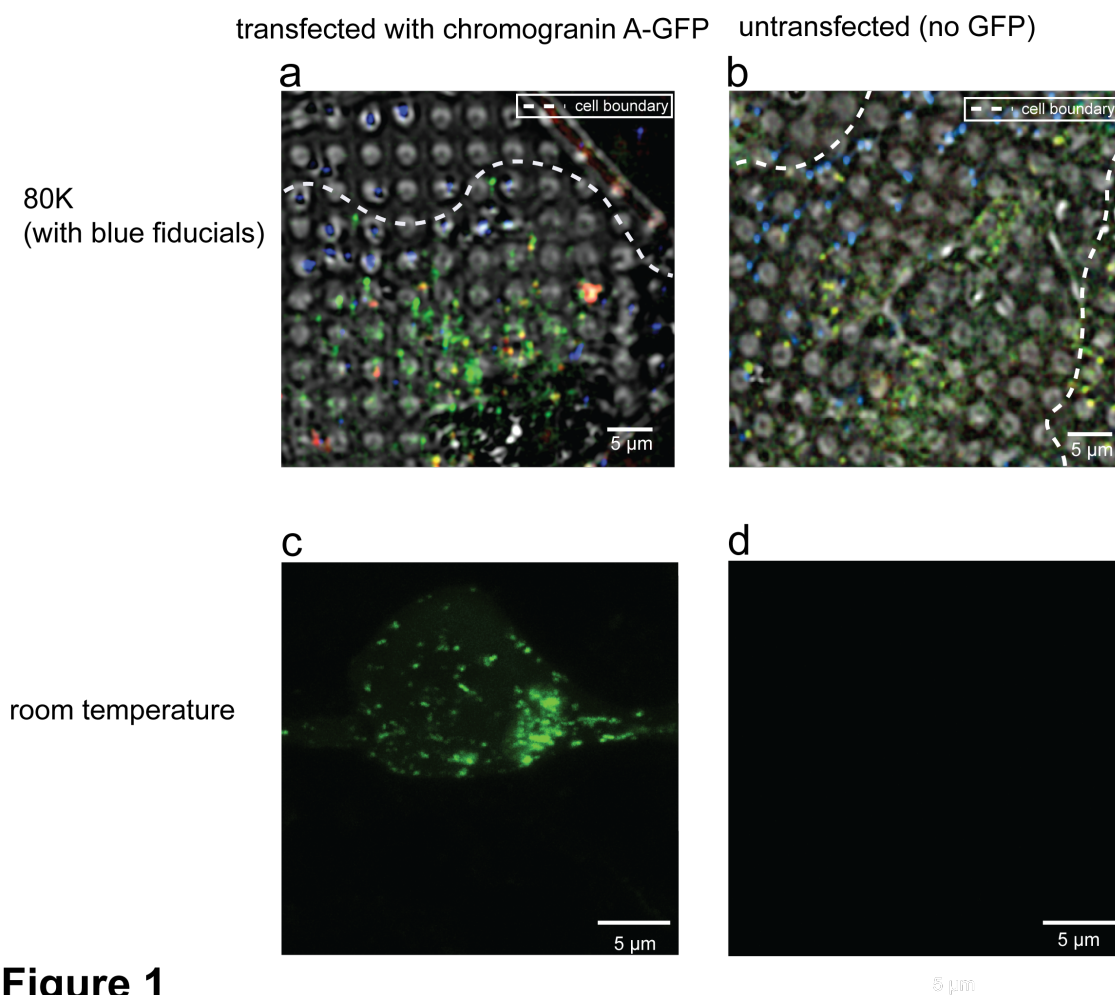 transfected with chromogranin A-GFP
untransfected (no GFP)
a
b
cell boundary
cell boundary
80K
(with blue fiducials)
5 μm
5 μm
c
d
room temperature
5 μm
5 μm
Figure 1
5 μm